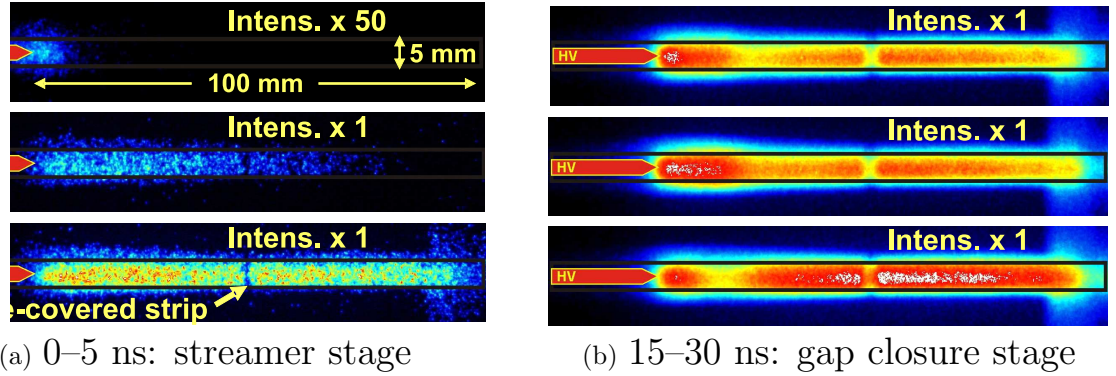 Intens. x 50
5 mm
100 mm
Intens. x 1
Intens. x 1
e-covered strip
(a) 0–5 ns: streamer stage
Intens. x 1
HV
Intens. x 1
HV
Intens. x 1
HV
(b) 15–30 ns: gap closure stage